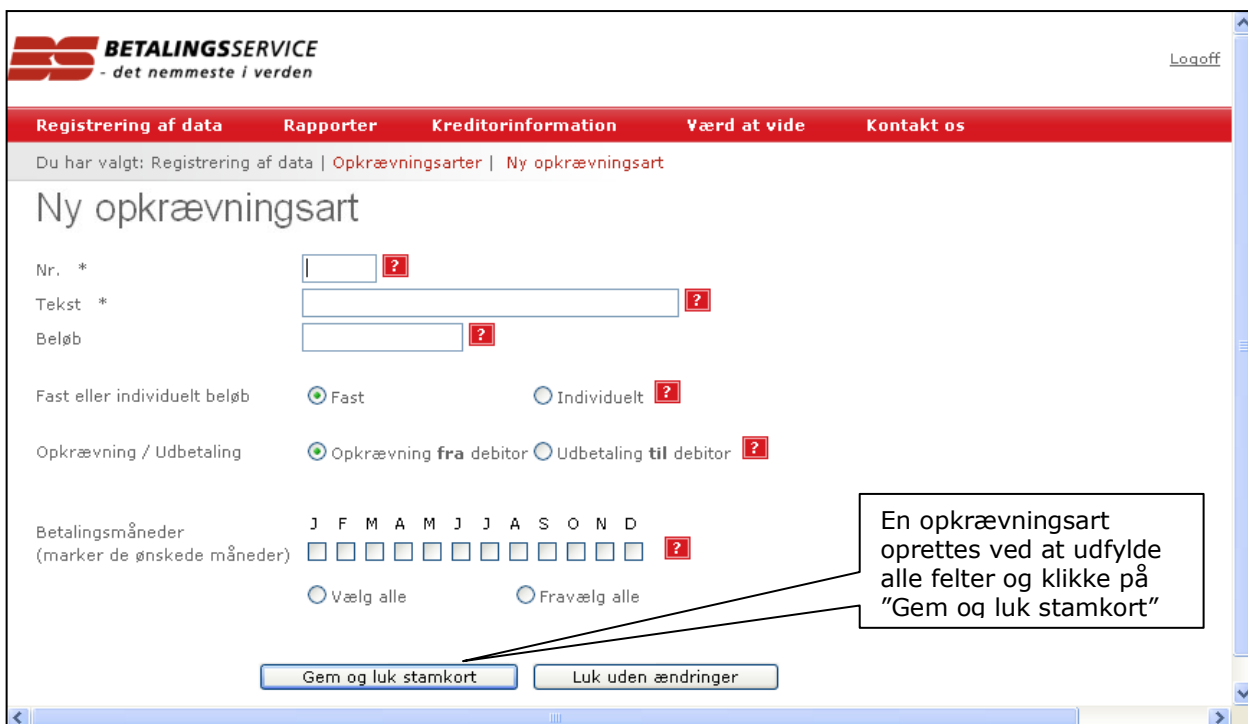 BETALINGSSERVICE
- det nemmeste i verden
Logoff
Registrering af data Rapporter Kreditorinformation Værd at vide Kontakt os
Du har valgt: Registrering af data | Opkrævningsarter | Ny opkrævningsart
Ny opkrævningsart
Nr. * ?
Tekst * ?
Beløb ?
Fast eller individuelt beløb Fast Individuelt ?
Opkrævning / Udbetaling Opkrævning fra debitor Udbetaling til debitor ?
J F M A M J J A S O N D
Betalingsmåneder
(marker de ønskede måneder) ?
Vælg alle Fravælg alle
En opkrævningsart
oprettes ved at udfylde
alle felter og klikke på
”Gem og luk stamkort”
Gem og luk stamkort Luk uden ændringer